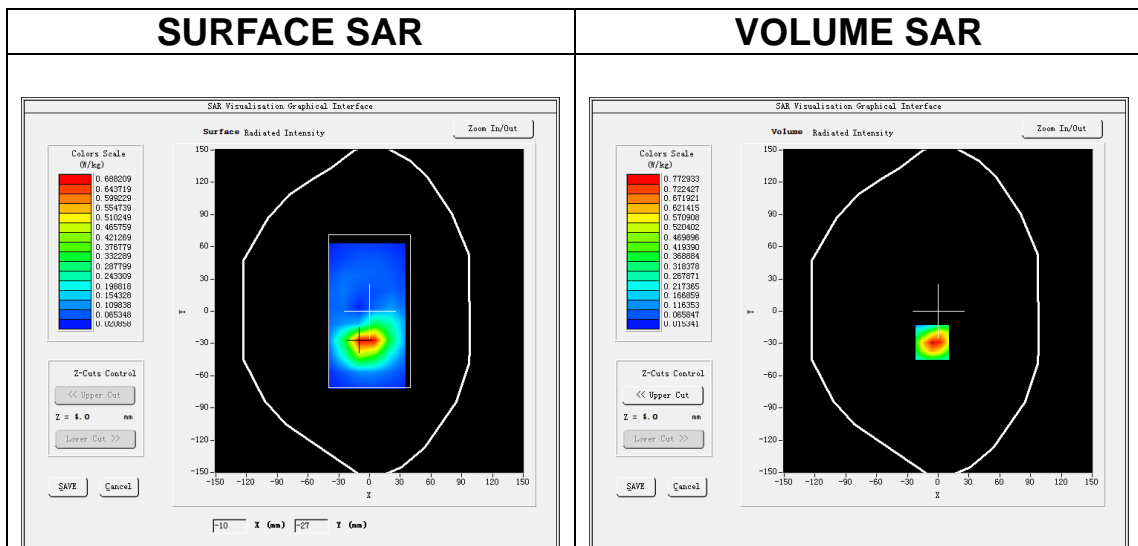 SURFACE SAR
VOLUME SAR
SAR Visualisation Graphical Interface
Surface Radiated Intensity
Zoom In/Out
Colors Scale
(W/kg)
0.688209
0.643719
0.599229
0.554739
0.510249
0.465759
0.421269
0.376779
0.332289
0.287799
0.243309
0.198818
0.154328
0.109838
0.065348
0.020858
150
120
90
60
30
0
-30
-60
-90
-120
-150
Y
-150 -120 -90 -60 -30 0 30 60 90 120 150
X
Z-Cuts Control
<< Upper Cut
Z = 4.0 mm
Lower Cut >>
SAVE Cancel
-10 X (mm) -27 Y (mm)
SAR Visualisation Graphical Interface
Volume Radiated Intensity
Zoom In/Out
Colors Scale
(W/kg)
0.772933
0.722427
0.671921
0.621415
0.570908
0.520402
0.469896
0.419390
0.368884
0.318378
0.267871
0.217365
0.166859
0.116353
0.065847
0.015341
150
120
90
60
30
0
-30
-60
-90
-120
-150
Y
-150 -120 -90 -60 -30 0 30 60 90 120 150
X
Z-Cuts Control
<< Upper Cut
Z = 4.0 mm
Lower Cut >>
SAVE Cancel